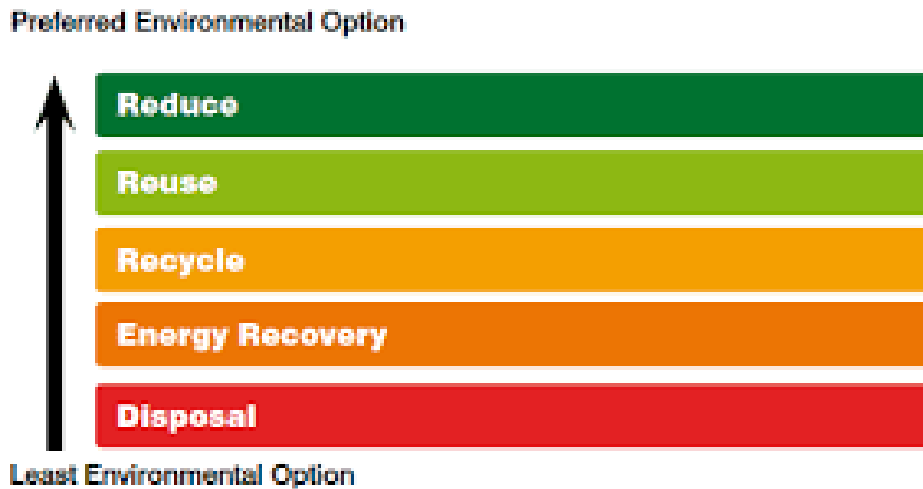 Preferred Environmental Option
Reduce
Reuse
Recycle
Energy Recovery
Disposal
Least Environmental Option